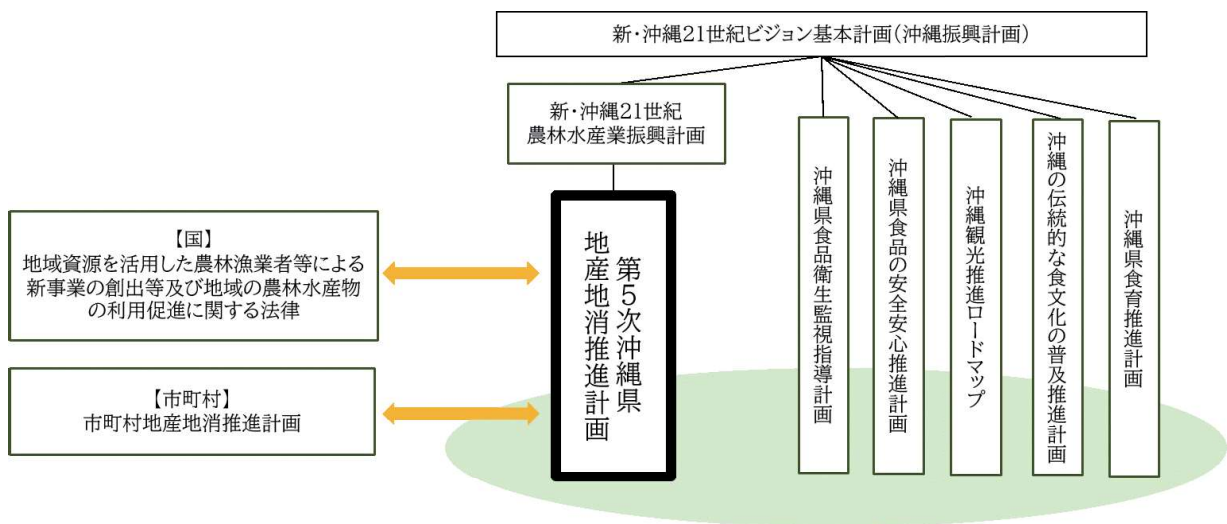 新・沖縄21世紀ビジョン基本計画(沖縄振興計画)
新・沖縄21世紀
農林水産業振興計画
【国】
地域資源を活用した農林漁業者等による
新事業の創出等及び地域の農林水産物
の利用促進に関する法律
【市町村】
市町村地産地消推進計画
第5次沖縄県
地産地消推進計画
沖縄県食品衛生監視指導計画
沖縄県食品の安全安心推進計画
沖縄観光推進ロードマップ
沖縄の伝統的な食文化の普及推進計画
沖縄県食育推進計画